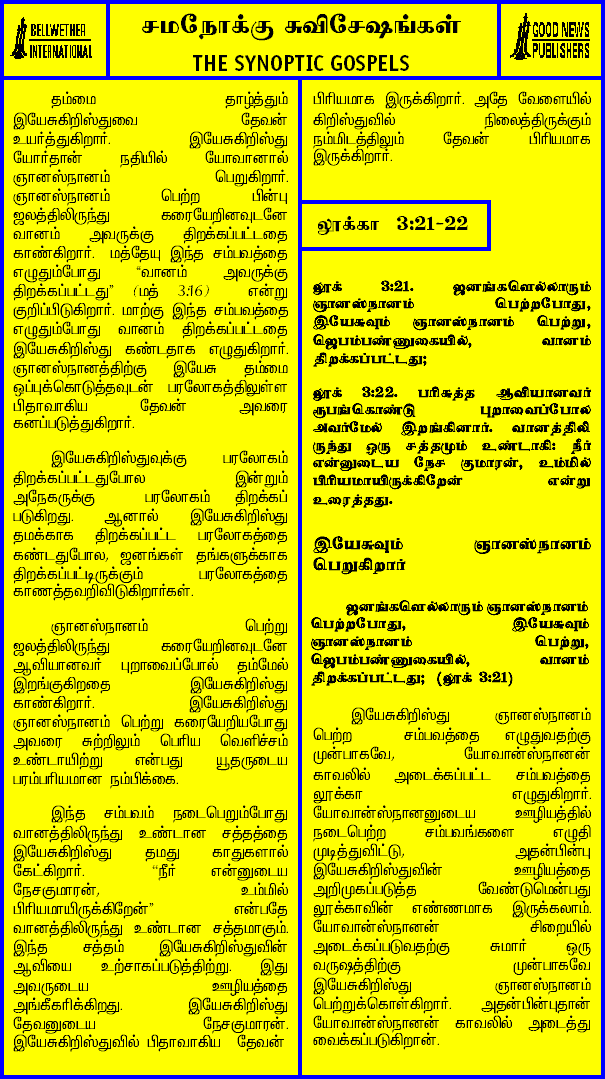 BELLWETHER
INTERNATIONAL
சமநோக்கு சுவிசேஷங்கள்
THE SYNOPTIC GOSPELS
GOOD NEWS
PUBLISHERS
தம்மை தாழ்த்தும்
இயேசுகிறிஸ்துவை தேவன்
உயர்த்துகிறார். இயேசுகிறிஸ்து
யோர்தான் நதியில் யோவானால்
ஞானஸ்நானம் பெறுகிறார்.
ஞானஸ்நானம் பெற்ற பின்பு
ஜலத்திலிருந்து கரையேறினவுடனே
வானம் அவருக்கு திறக்கப்பட்டதை
காண்கிறார். மத்தேயு இந்த சம்பவத்தை
எழுதும்போது “வானம் அவருக்கு
திறக்கப்பட்டது” (மத் 3:16) என்று
குறிப்பிடுகிறார். மாற்கு இந்த சம்பவத்தை
எழுதும்போது வானம் திறக்கப்பட்டதை
இயேசுகிறிஸ்து கண்டதாக எழுதுகிறார்.
ஞானஸ்நானத்திற்கு இயேசு தம்மை
ஒப்புக்கொடுத்தவுடன் பரலோகத்திலுள்ள
பிதாவாகிய தேவன் அவரை
கனப்படுத்துகிறார்.
இயேசுகிறிஸ்துவுக்கு பரலோகம்
திறக்கப்பட்டதுபோல இன்றும்
அநேகருக்கு பரலோகம் திறக்கப்
படுகிறது. ஆனால் இயேசுகிறிஸ்து
தமக்காக திறக்கப்பட்ட பரலோகத்தை
கண்டதுபோல, ஜனங்கள் தங்களுக்காக
திறக்கப்பட்டிருக்கும் பரலோகத்தை
காணத்தவறிவிடுகிறார்கள்.
ஞானஸ்நானம் பெற்று
ஜலத்திலிருந்து கரையேறினவுடனே
ஆவியானவர் புறாவைப்போல் தம்மேல்
இறங்குகிறதை இயேசுகிறிஸ்து
காண்கிறார். இயேசுகிறிஸ்து
ஞானஸ்நானம் பெற்று கரையேறியபோது
அவரை சுற்றிலும் பெரிய வெளிச்சம்
உண்டாயிற்று என்பது யூதருடைய
பரம்பரியமான நம்பிக்கை.
இந்த சம்பவம் நடைபெறும்போது
வானத்திலிருந்து உண்டான சத்தத்தை
இயேசுகிறிஸ்து தமது காதுகளால்
கேட்கிறார். “நீர் என்னுடைய
நேசகுமாரன், உம்மில்
பிரியமாயிருக்கிறேன்” என்பதே
வானத்திலிருந்து உண்டான சத்தமாகும்.
இந்த சத்தம் இயேசுகிறிஸ்துவின்
ஆவியை உற்சாகப்படுத்திற்று. இது
அவருடைய ஊழியத்தை
அங்கீகரிக்கிறது. இயேசுகிறிஸ்து
தேவனுடைய நேசகுமாரன்.
இயேசுகிறிஸ்துவில் பிதாவாகிய தேவன்
பிரியமாக இருக்கிறார். அதே வேளையில்
கிறிஸ்துவில் நிலைத்திருக்கும்
நம்மிடத்திலும் தேவன் பிரியமாக
இருக்கிறார்.
லூக்கா 3:21-22
லூக் 3:21. ஜனங்களெல்லாரும்
ஞானஸ்நானம் பெற்றபோது,
இயேசுவும் ஞானஸ்நானம் பெற்று,
ஜெபம்பண்ணுகையில், வானம்
திறக்கப்பட்டது;
லூக் 3:22. பரிசுத்த ஆவியானவர்
ரூபங்கொண்டு புறாவைப்போல்
அவர்மேல் இறங்கினார். வானத்திலி
ருந்து ஒரு சத்தமும் உண்டாகி: நீர்
என்னுடைய நேச குமாரன், உம்மில்
பிரியமாயிருக்கிறேன் என்று
உரைத்தது.
இயேசுவும் ஞானஸ்நானம்
பெறுகிறார்
ஜனங்களெல்லாரும் ஞானஸ்நானம்
பெற்றபோது, இயேசுவும்
ஞானஸ்நானம் பெற்று,
ஜெபம்பண்ணுகையில், வானம்
திறக்கப்பட்டது; (லூக் 3:21)
இயேசுகிறிஸ்து ஞானஸ்நானம்
பெற்ற சம்பவத்தை எழுதுவதற்கு
முன்பாகவே, யோவான்ஸ்நானன்
காவலில் அடைக்கப்பட்ட சம்பவத்தை
லூக்கா எழுதுகிறார்.
யோவான்ஸ்நானனுடைய ஊழியத்தில்
நடைபெற்ற சம்பவங்களை எழுதி
முடித்துவிட்டு, அதன்பின்பு
இயேசுகிறிஸ்துவின் ஊழியத்தை
அறிமுகப்படுத்த வேண்டுமென்பது
லூக்காவின் எண்ணமாக இருக்கலாம்.
யோவான்ஸ்நானன் சிறையில்
அடைக்கப்படுவதற்கு சுமார் ஒரு
வருஷத்திற்கு முன்பாகவே
இயேசுகிறிஸ்து ஞானஸ்நானம்
பெற்றுக்கொள்கிறார். அதன்பின்புதான்
யோவான்ஸ்நானன் காவலில் அடைத்து
வைக்கப்படுகிறான்.